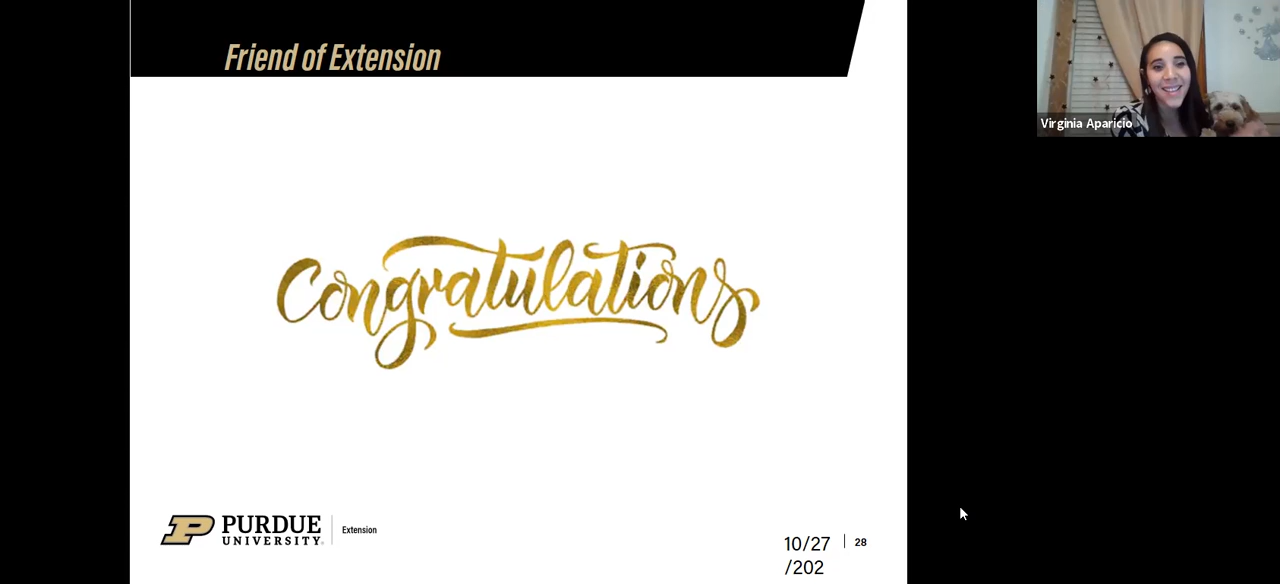 Friend of Extension
Virginia Aparicio
Congratulations
PURDUE
UNIVERSITY®
Extension
10/27
/202
28